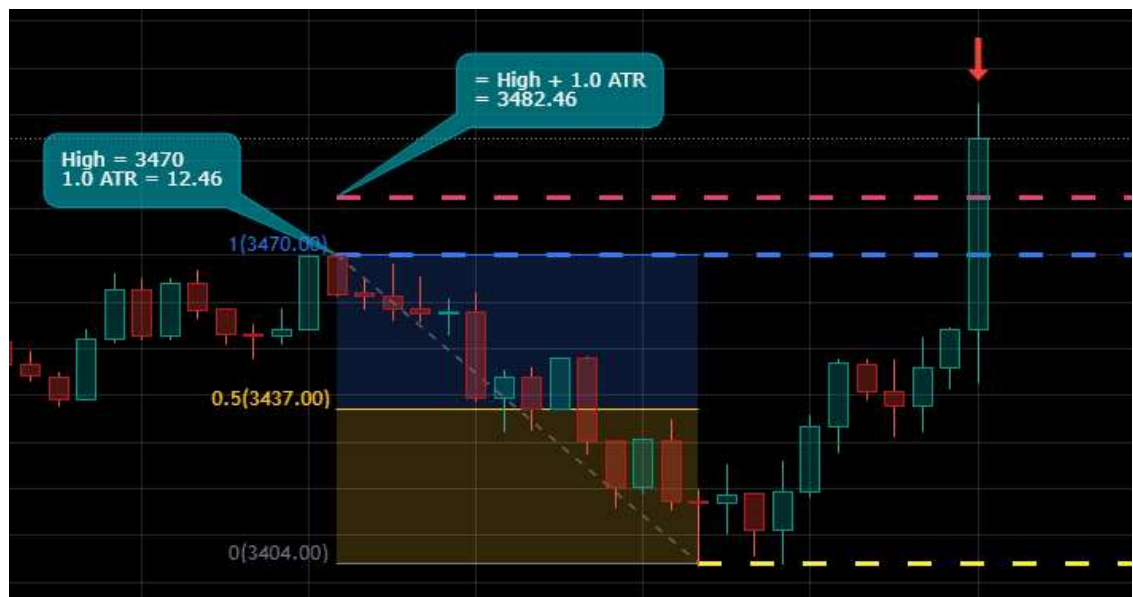 = High + 1.0 ATR
= 3482.46
High = 3470
1.0 ATR = 12.46
1(3470.00)
0.5(3437.00)
0(3404.00)